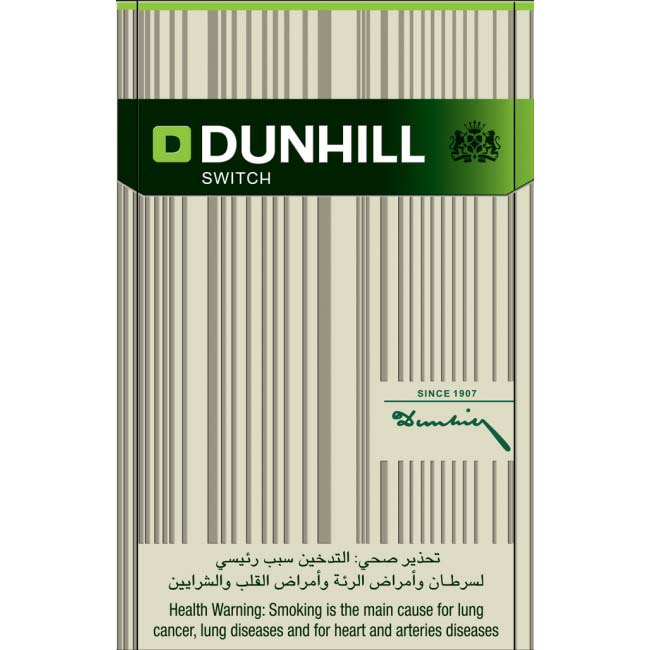 D DUNHILL
SWITCH
SINCE 1907
Dunhill
تحذير صحي: التدخين سبب رئيسي
لسرطان وأمراض الرئة وأمراض القلب والشرايين
Health Warning: Smoking is the main cause for lung
cancer, lung diseases and for heart and arteries diseases